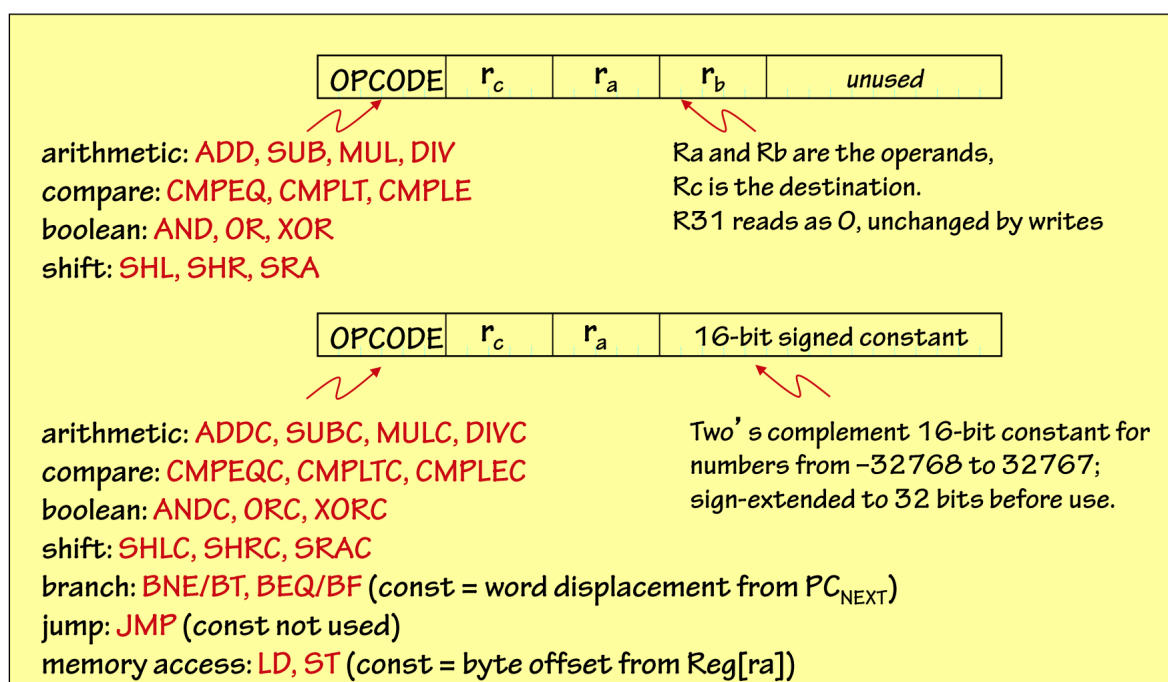 OPCODE rc ra rb unused
arithmetic: ADD, SUB, MUL, DIV
compare: CMPEQ, CMPLT, CMPLE
boolean: AND, OR, XOR
shift: SHL, SHR, SRA
Ra and Rb are the operands,
Rc is the destination.
R31 reads as 0, unchanged by writes
OPCODE rc ra 16-bit signed constant
arithmetic: ADDC, SUBC, MULC, DIVC
compare: CMPEQC, CMPLTC, CMPLEC
boolean: ANDC, ORC, XORC
shift: SHLC, SHRC, SRAC
branch: BNE/BT, BEQ/BF (const = word displacement from PCNEXT)
jump: JMP (const not used)
memory access: LD, ST (const = byte offset from Reg[ra])
Two's complement 16-bit constant for
numbers from –32768 to 32767;
sign-extended to 32 bits before use.